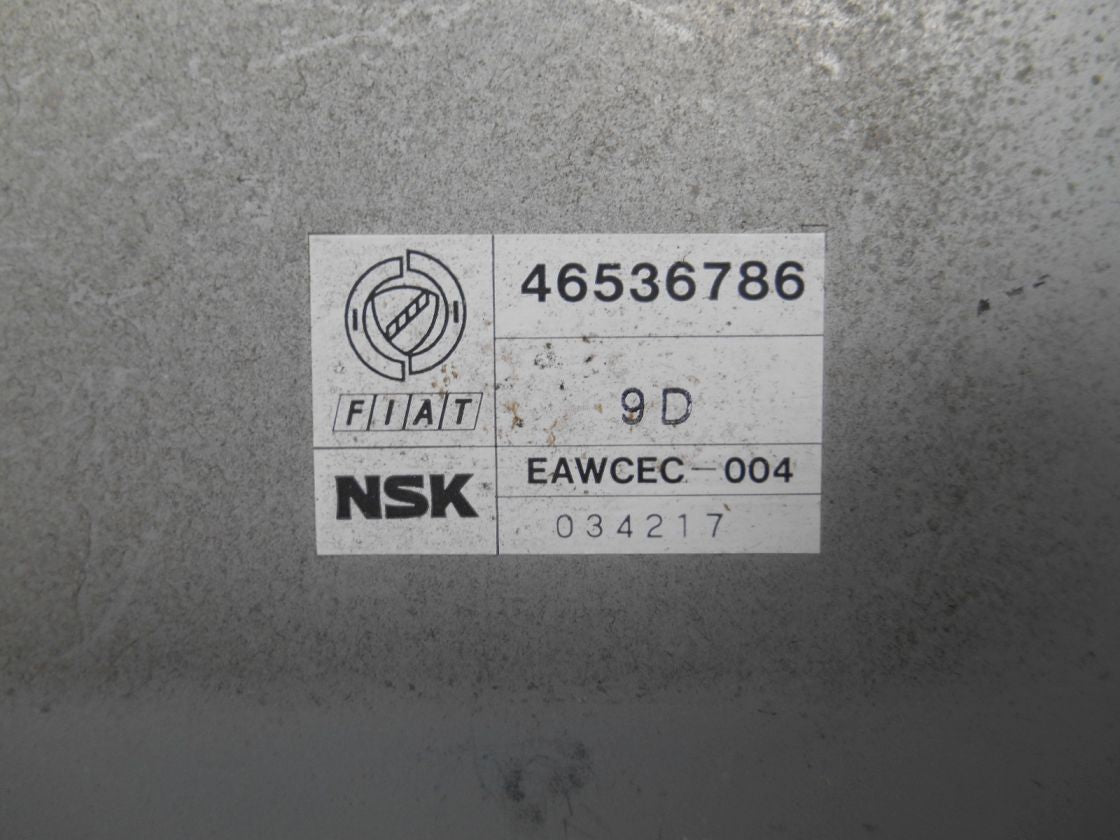 46536786
FIAT
9D
NSK
EAWCEC-004
034217